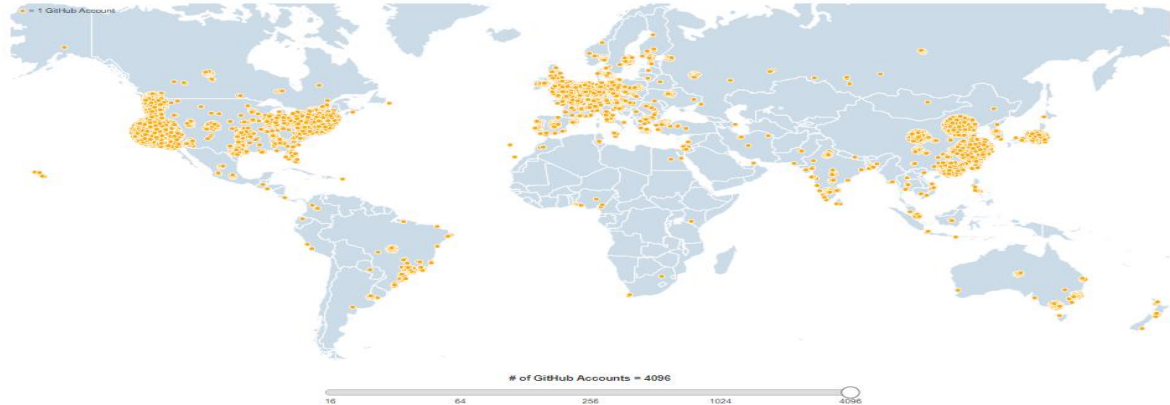 = 1 GitHub Account
# of GitHub Accounts = 4096
16 64 256 1024 4096